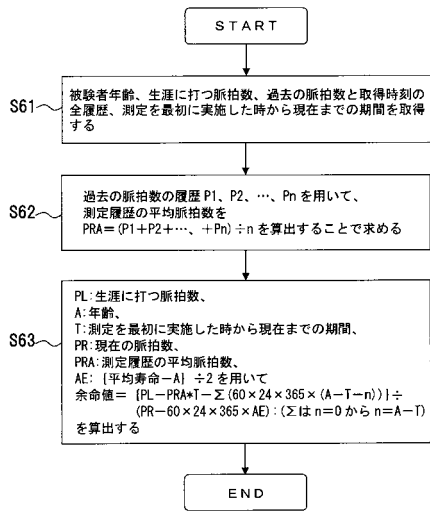 START
S61
被験者年齢、生涯に打つ脈拍数、過去の脈拍数と取得時刻の
全履歴、測定を最初に実施した時から現在までの期間を取得
する
S62
過去の脈拍数の履歴P1、P2、…、Pnを用いて、
測定履歴の平均脈拍数を
PRA=(P1+P2+…、+Pn)÷nを算出することで求める
S63
PL:生涯に打つ脈拍数、
A:年齢、
T:測定を最初に実施した時から現在までの期間、
PR:現在の脈拍数、
PRA:測定履歴の平均脈拍数、
AE: {平均寿命-A} ÷2 を用いて
余命値= {PL-PRA*T-Σ(60×24×365×(A-T-n))}÷
(PR-60×24×365×AE):(Σは n=0 から n=A-T)
を算出する
END